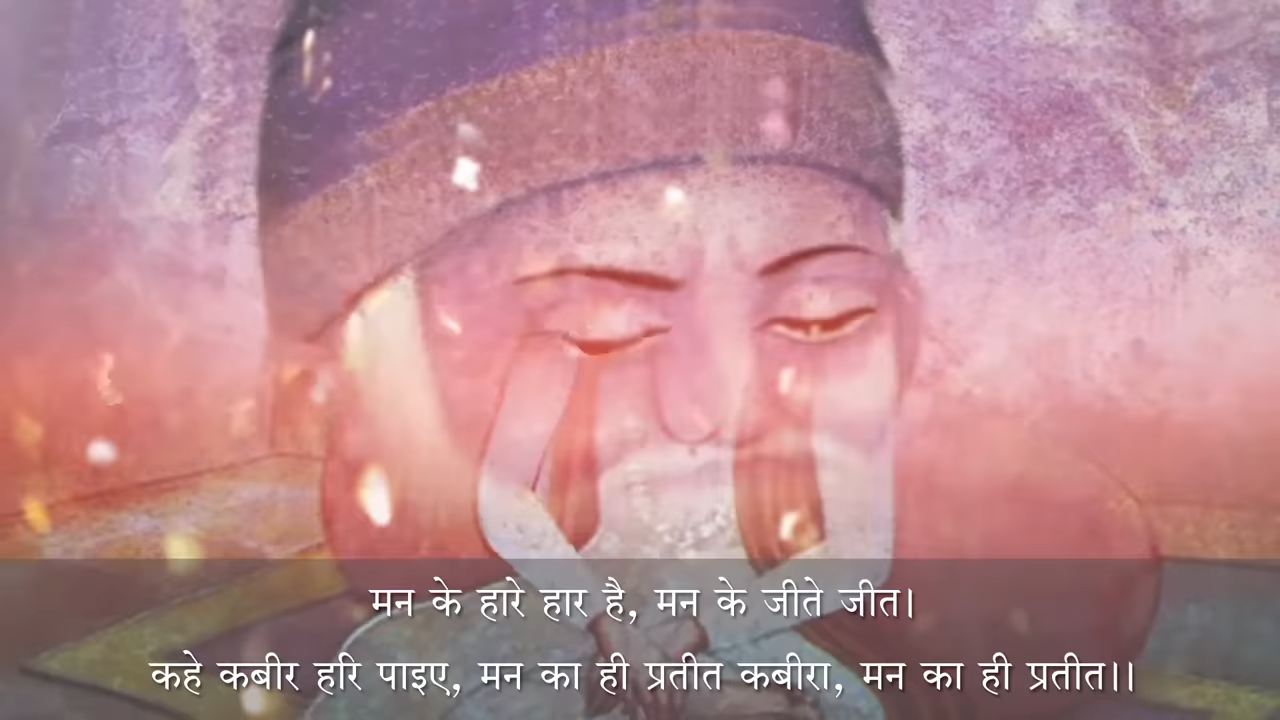 मन के हारे हार है, मन के जीते जीत।
कहे कबीर हरि पाइए, मन का ही प्रतीत कबीरा, मन का ही प्रतीत।।